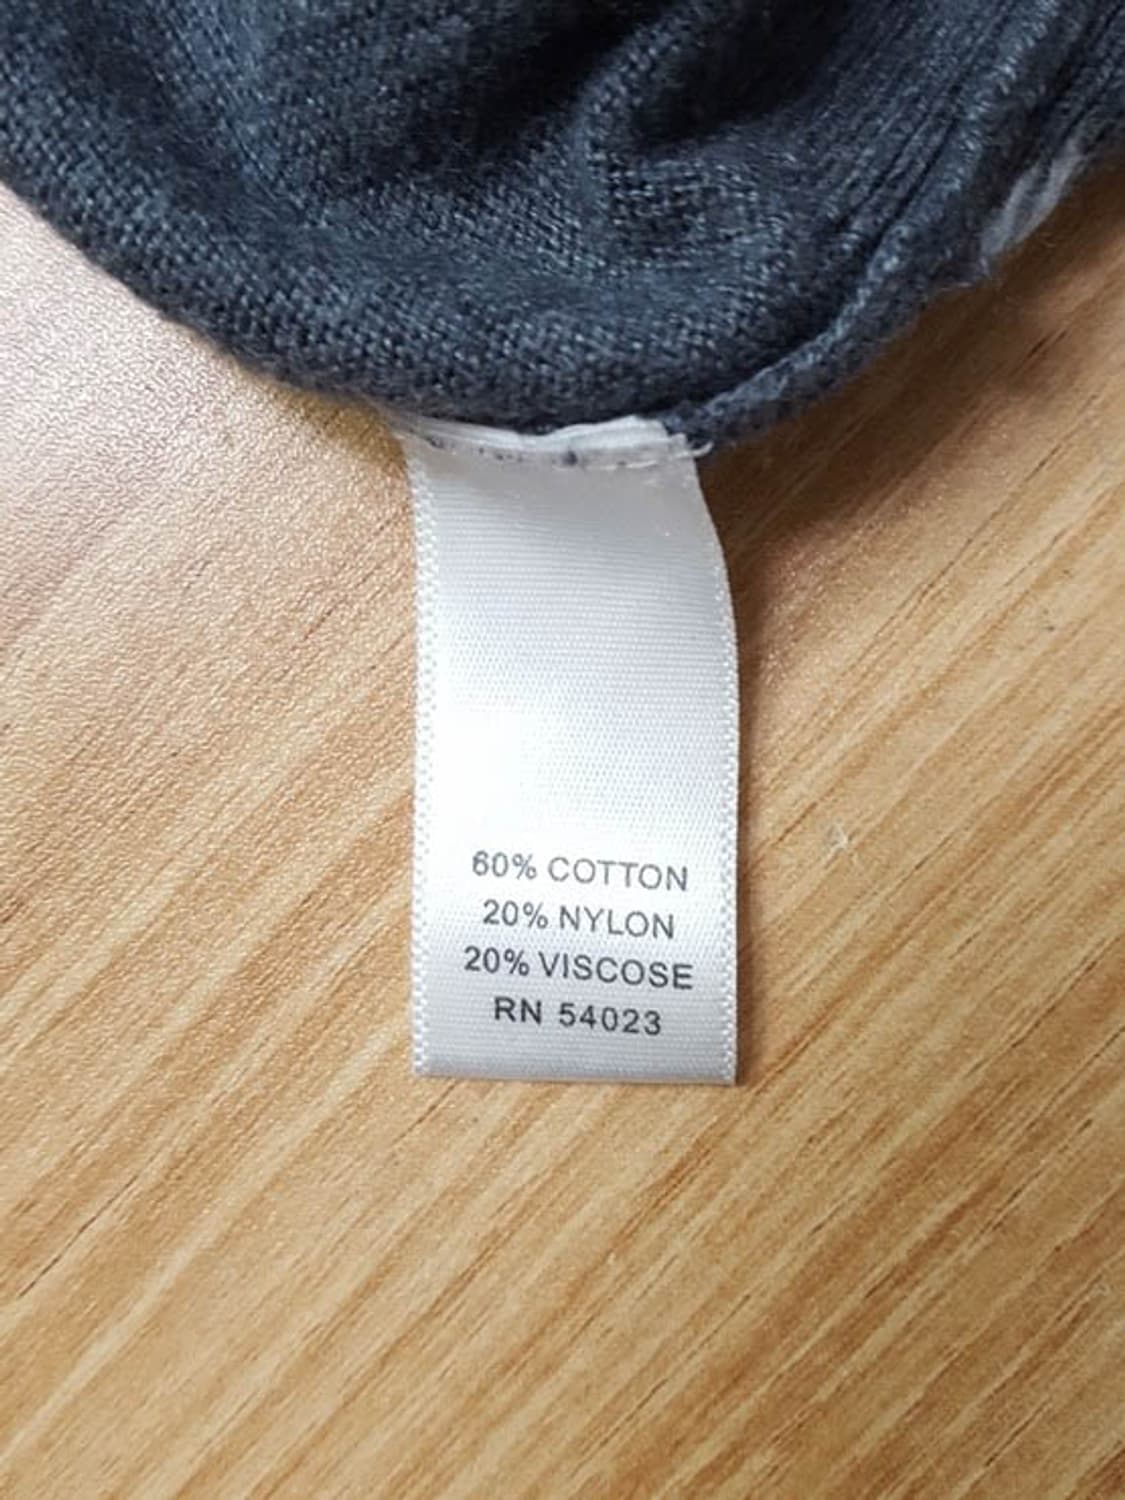 60% COTTON
20% NYLON
20% VISCOSE
RN 54023